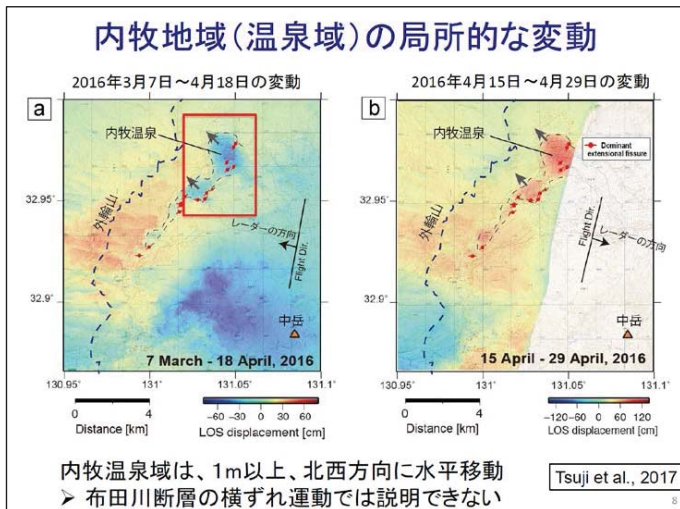 内牧地域（温泉域）の局所的な変動
2016年3月7日～4月18日の変動
2016年4月15日～4月29日の変動
a
内牧温泉
外輪山
レーダーの方向
Flight Dir.
中岳
7 March - 18 April, 2016
32.95
32.9
130.95
131
131.05
131.1°
0
4
Distance [km]
-60 -30 0 30 60
LOS displacement [cm]
b
内牧温泉
Dominant
extensional fissure
外輪山
Flight Dir.
レーダーの方向
中岳
15 April - 29 April, 2016
32.95
32.9
130.95
131
131.05
131.1
0
4
Distance [km]
-120 -60 0 60 120
LOS displacement [cm]
内牧温泉域は、1m以上、北西方向に水平移動
➢ 布田川断層の横ずれ運動では説明できない
Tsuji et al., 2017
8